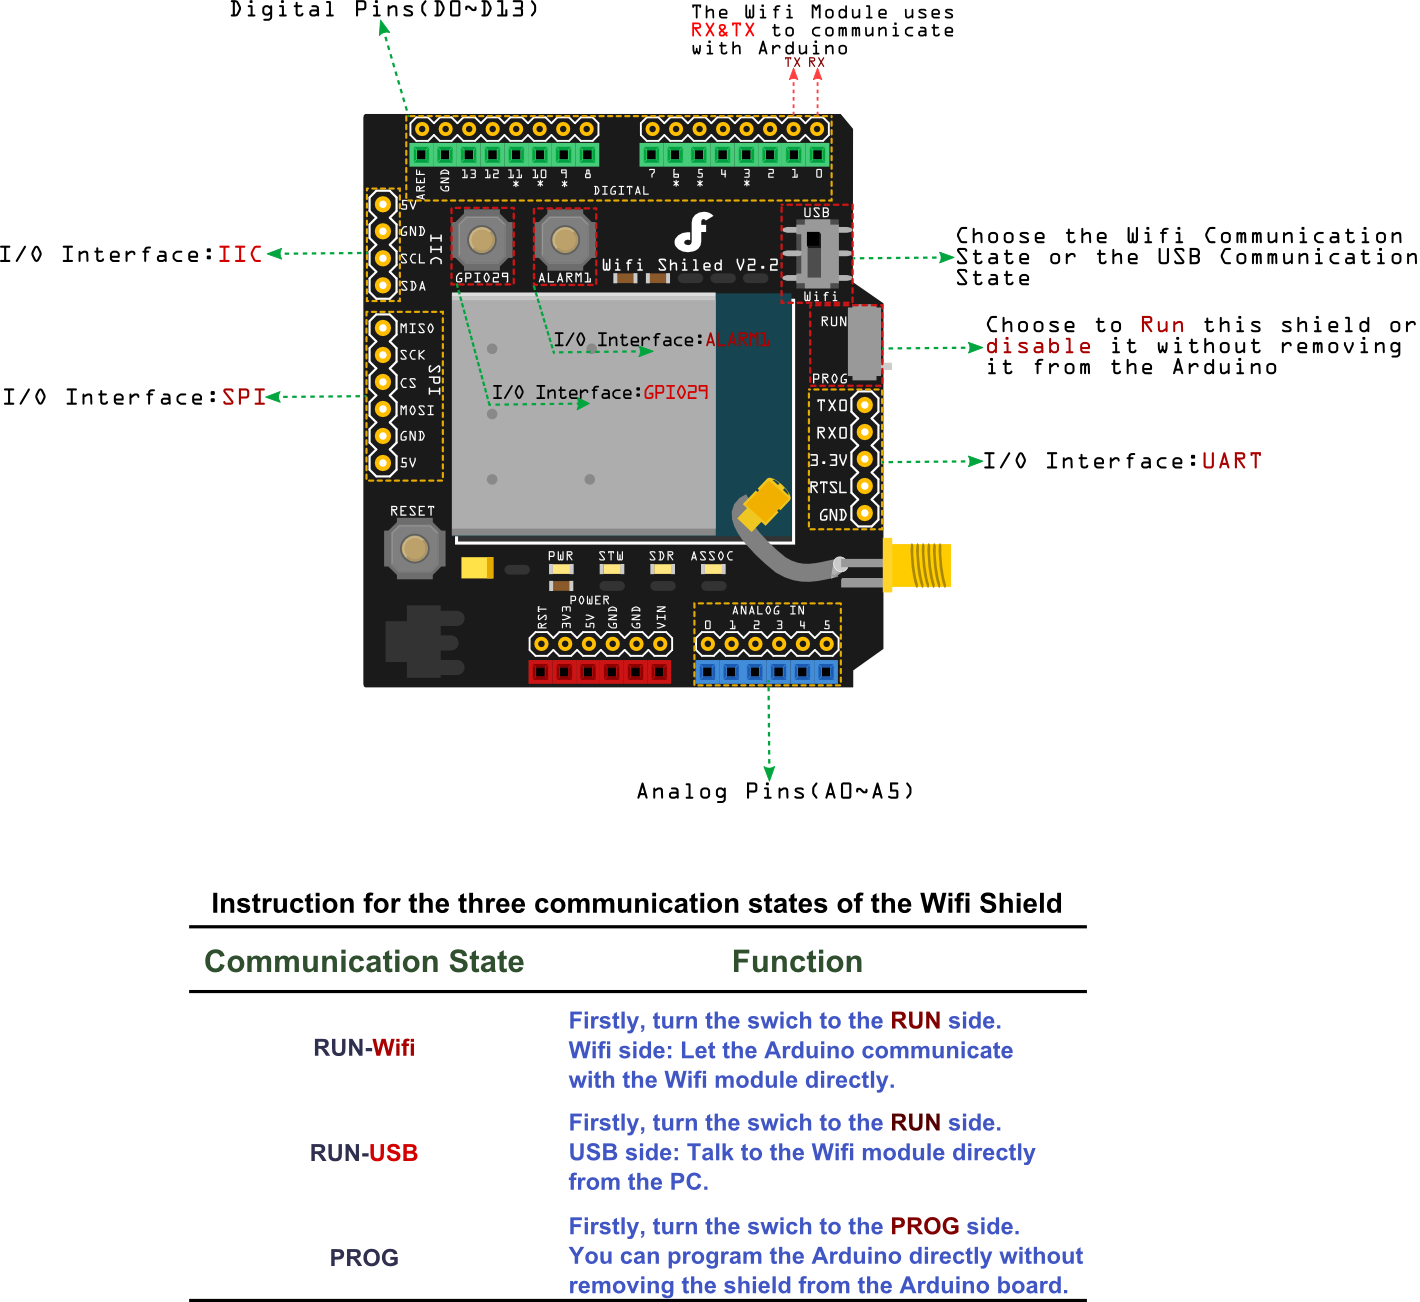 Digital Pins(D0~D13)
The Wifi Module uses
RX&TX to communicate
with Arduino
TX RX
AREF GND 13 12 11 10 9 8
7 6 5 4 3 2 1 0
* * *
* * *
DIGITAL
5V
GND
SCL
SDA
IIC
I/O Interface:IIC
GPIO29
ALARM1
Wifi Shiled V2.2
USB
Wifi
Choose the Wifi Communication
State or the USB Communication
State
RUN
PROG
Choose to Run this shield or
disable it without removing
it from the Arduino
MISO
SCK
CS
MOSI
GND
5V
SPI
I/O Interface:SPI
I/O Interface:ALARM1
I/O Interface:GPIO29
TXO
RXO
3.3V
RTSL
GND
I/O Interface:UART
RESET
PWR STW SDR ASSOC
POWER
RST 3V3 5V GND GND VIN
ANALOG IN
0 1 2 3 4 5
Analog Pins(A0~A5)
Instruction for the three communication states of the Wifi Shield
Communication State Function
RUN-Wifi
Firstly, turn the swich to the RUN side.
Wifi side: Let the Arduino communicate
with the Wifi module directly.
RUN-USB
Firstly, turn the swich to the RUN side.
USB side: Talk to the Wifi module directly
from the PC.
PROG
Firstly, turn the swich to the PROG side.
You can program the Arduino directly without
removing the shield from the Arduino board.